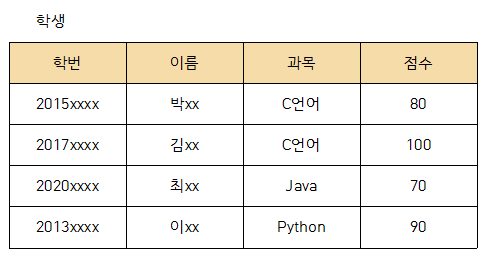 학생
학번 이름 과목 점수
2015xxxx 박xx C언어 80
2017xxxx 김xx C언어 100
2020xxxx 최xx Java 70
2013xxxx 이xx Python 90